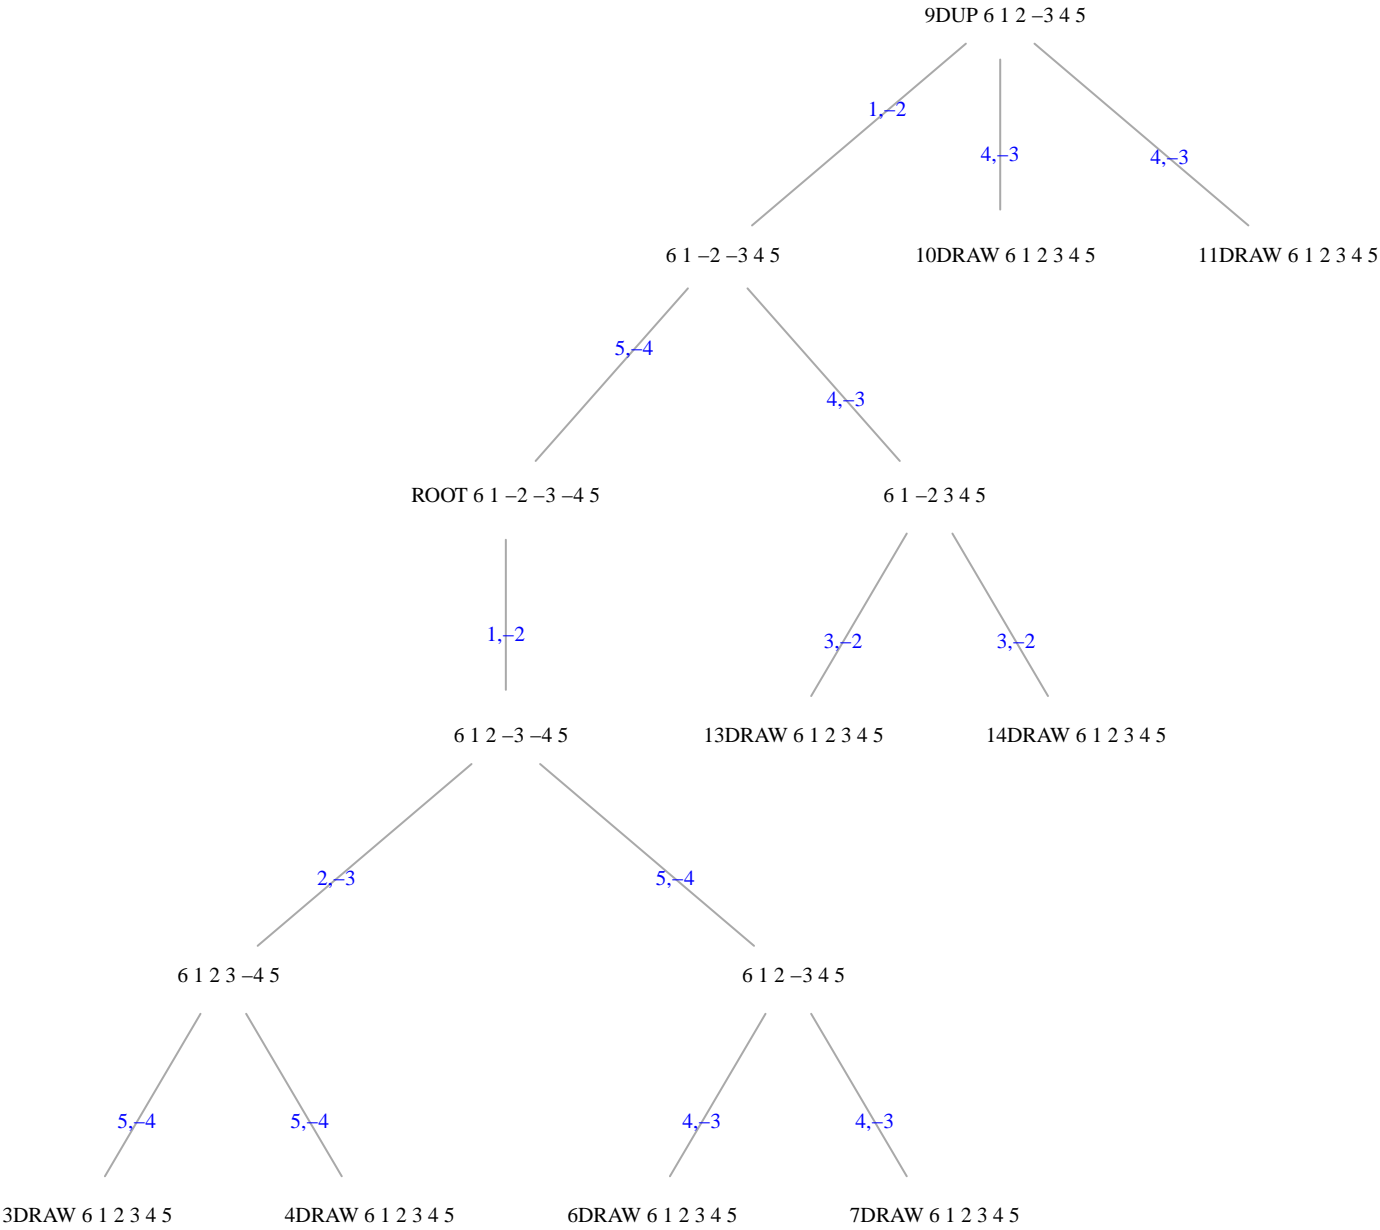 9DUP 6 1 2 –3 4 5
1,–2
4,–3
4,–3
6 1 –2 –3 4 5
10DRAW 6 1 2 3 4 5
11DRAW 6 1 2 3 4 5
5,–4
4,–3
ROOT 6 1 –2 –3 –4 5
6 1 –2 3 4 5
1,–2
3,–2
3,–2
6 1 2 –3 –4 5
13DRAW 6 1 2 3 4 5
14DRAW 6 1 2 3 4 5
2,–3
5,–4
6 1 2 3 –4 5
6 1 2 –3 4 5
5,–4
5,–4
4,–3
4,–3
3DRAW 6 1 2 3 4 5
4DRAW 6 1 2 3 4 5
6DRAW 6 1 2 3 4 5
7DRAW 6 1 2 3 4 5